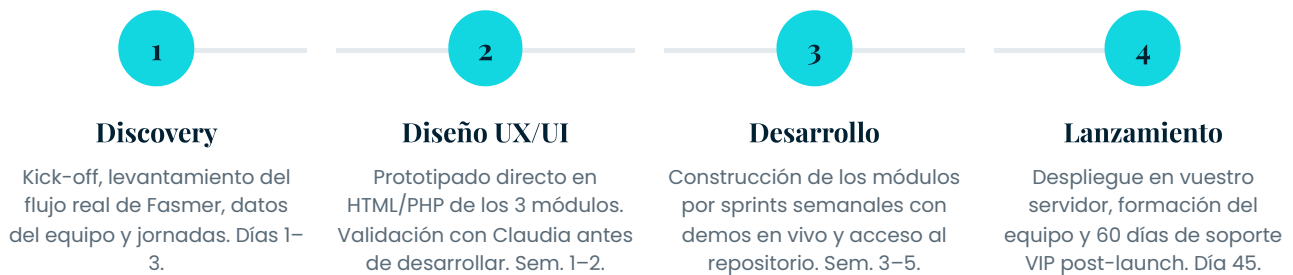 1
Discovery
Kick-off, levantamiento del
flujo real de Fasmer, datos
del equipo y jornadas. Días 1–
3.
2
Diseño UX/UI
Prototipado directo en
HTML/PHP de los 3 módulos.
Validación con Claudia antes
de desarrollar. Sem. 1–2.
3
Desarrollo
Construcción de los módulos
por sprints semanales con
demos en vivo y acceso al
repositorio. Sem. 3–5.
4
Lanzamiento
Despliegue en vuestro
servidor, formación del
equipo y 60 días de soporte
VIP post-launch. Día 45.